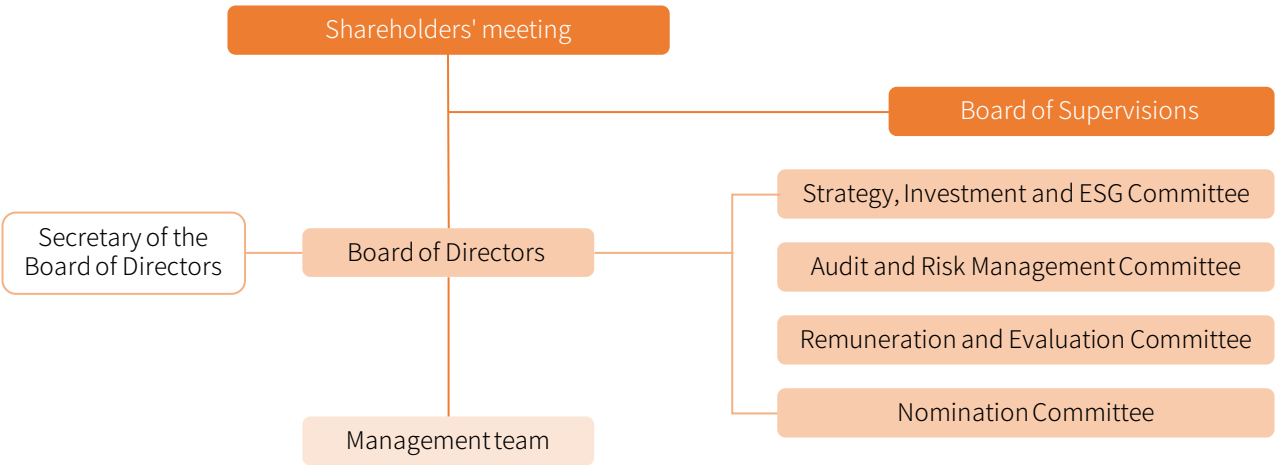 Shareholders' meeting
Board of Supervisions
Strategy, Investment and ESG Committee
Secretary of the
Board of Directors
Board of Directors
Audit and Risk Management Committee
Remuneration and Evaluation Committee
Nomination Committee
Management team